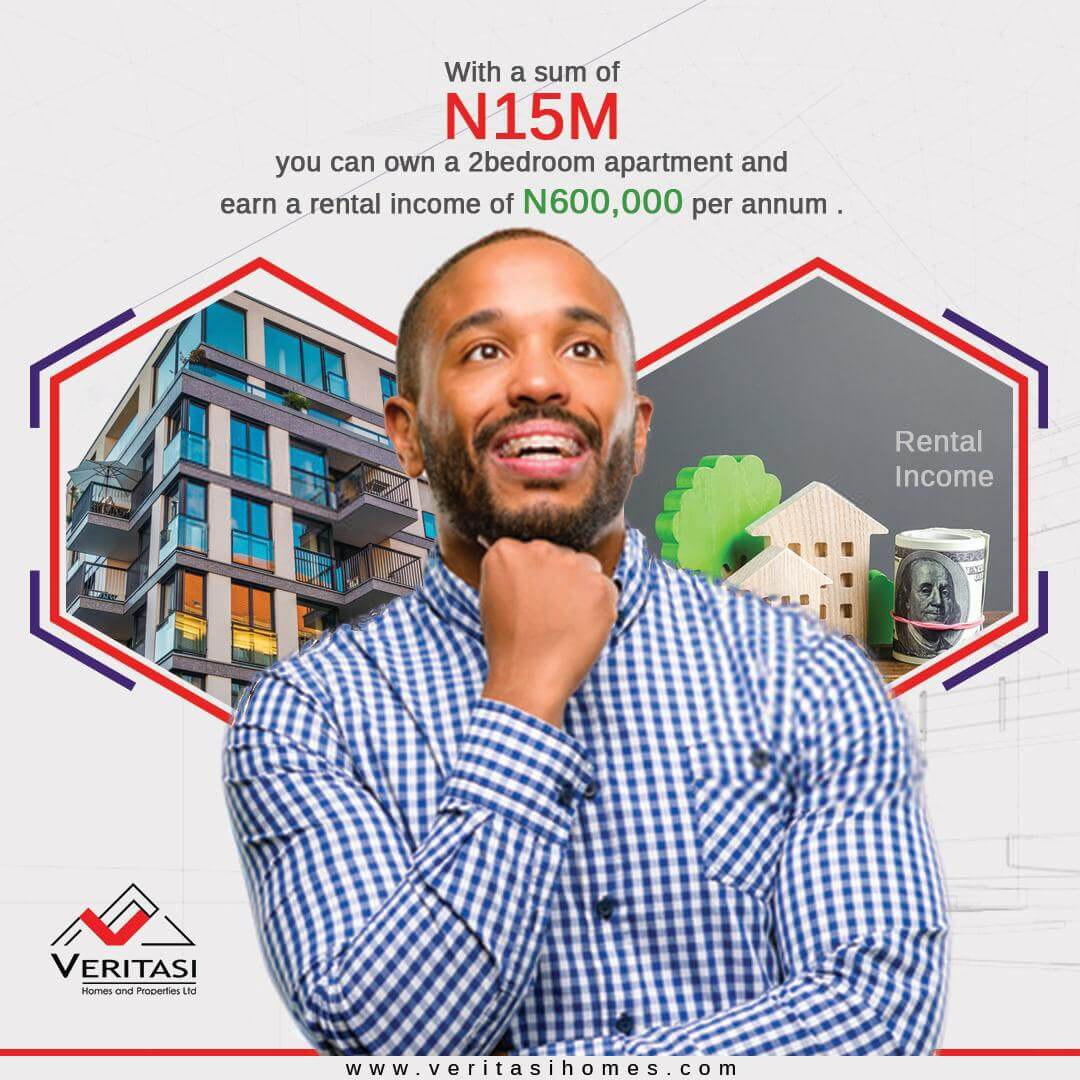 With a sum of
N15M
you can own a 2bedroom apartment and
earn a rental income of N600,000 per annum .
Rental
Income
VERITASI
Homes and Properties Ltd
www.veritasihomes.com